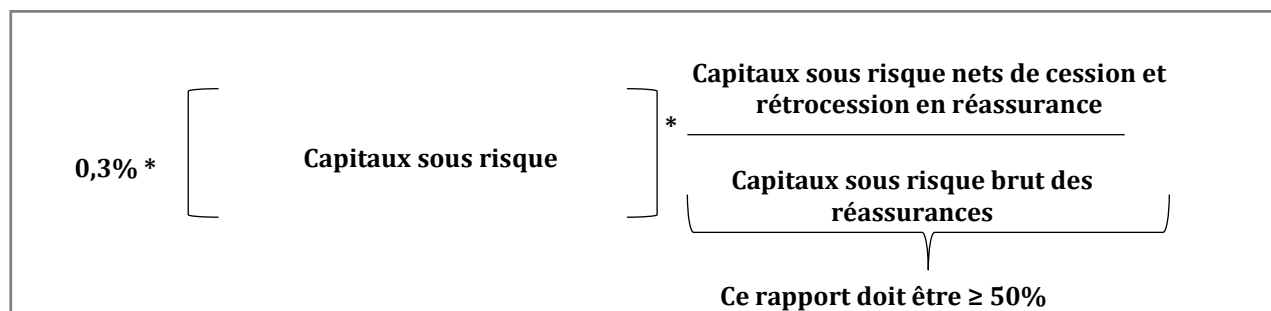 Capitaux sous risque nets de cession et
rétrocession en réassurance
0,3% *
Capitaux sous risque
*
Capitaux sous risque brut des
réassurances
Ce rapport doit être ≥ 50%